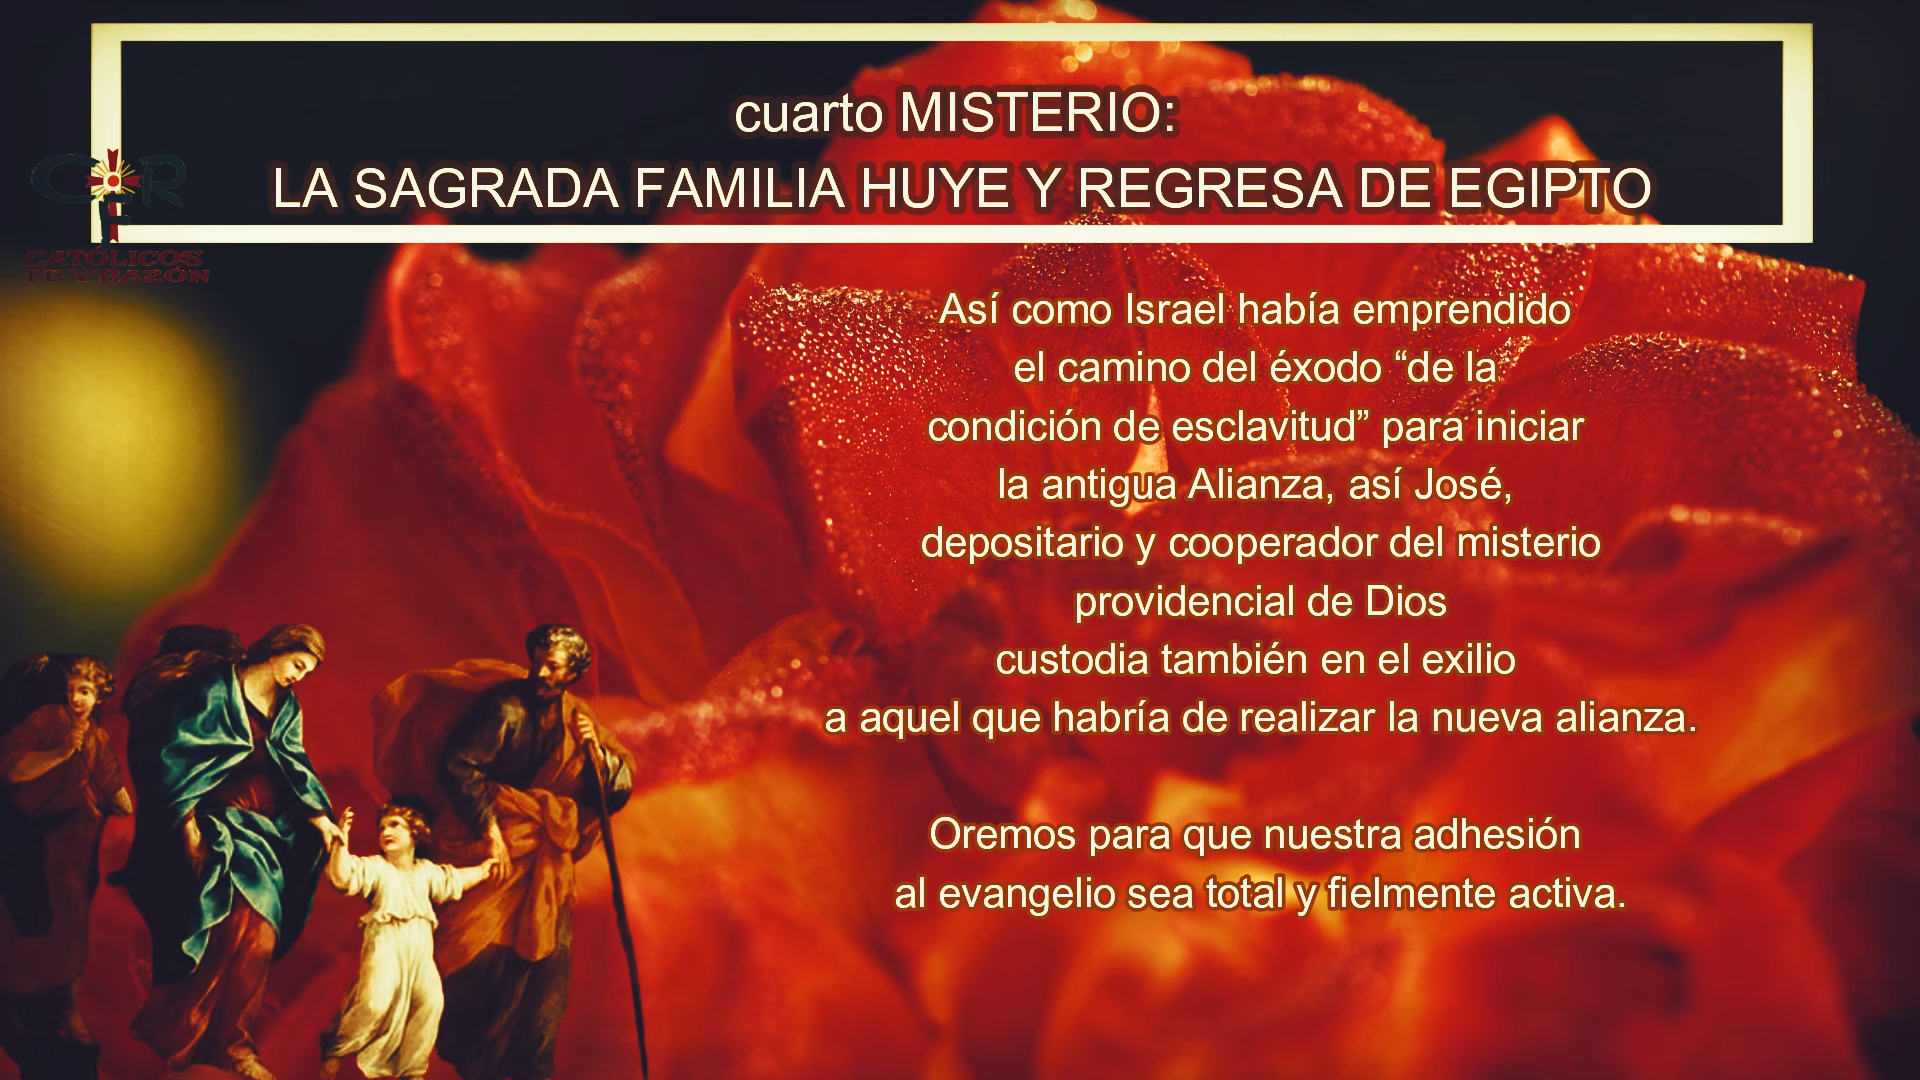 cuarto MISTERIO:
LA SAGRADA FAMILIA HUYE Y REGRESA DE EGIPTO
CATÓLICOS
FE Y RAZÓN
Así como Israel había emprendido
el camino del éxodo “de la
condición de esclavitud” para iniciar
la antigua Alianza, así José,
depositario y cooperador del misterio
providencial de Dios
custodia también en el exilio
a aquel que habría de realizar la nueva alianza.
Oremos para que nuestra adhesión
al evangelio sea total y fielmente activa.